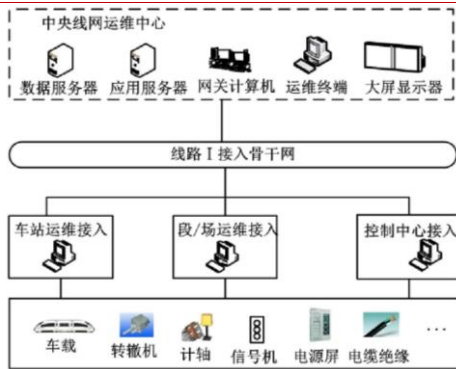 中央线网运维中心
数据服务器 应用服务器 网关计算机 运维终端 大屏显示器
线路 I 接入骨干网
车站运维接入 段/场运维接入 控制中心接入
车载 转辙机 计轴 信号机 电源屏 电缆绝缘 ···